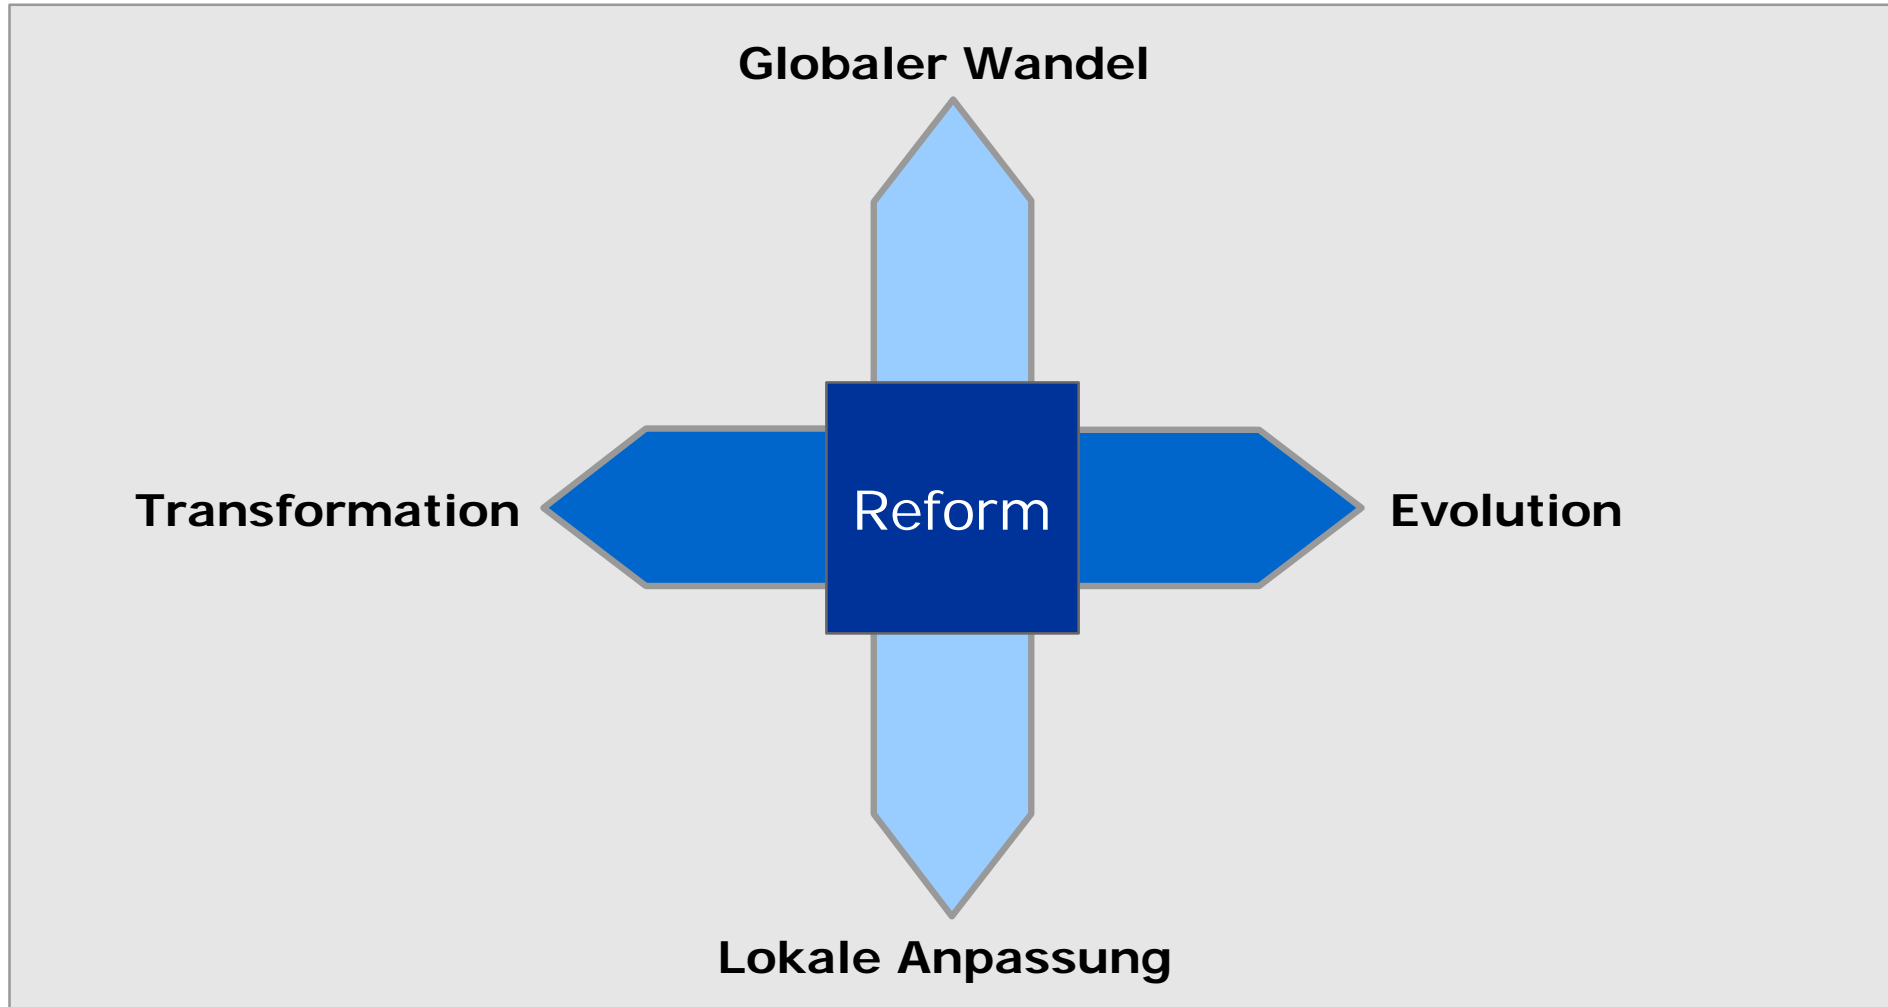 Globaler Wandel
Transformation
Reform
Evolution
Lokale Anpassung